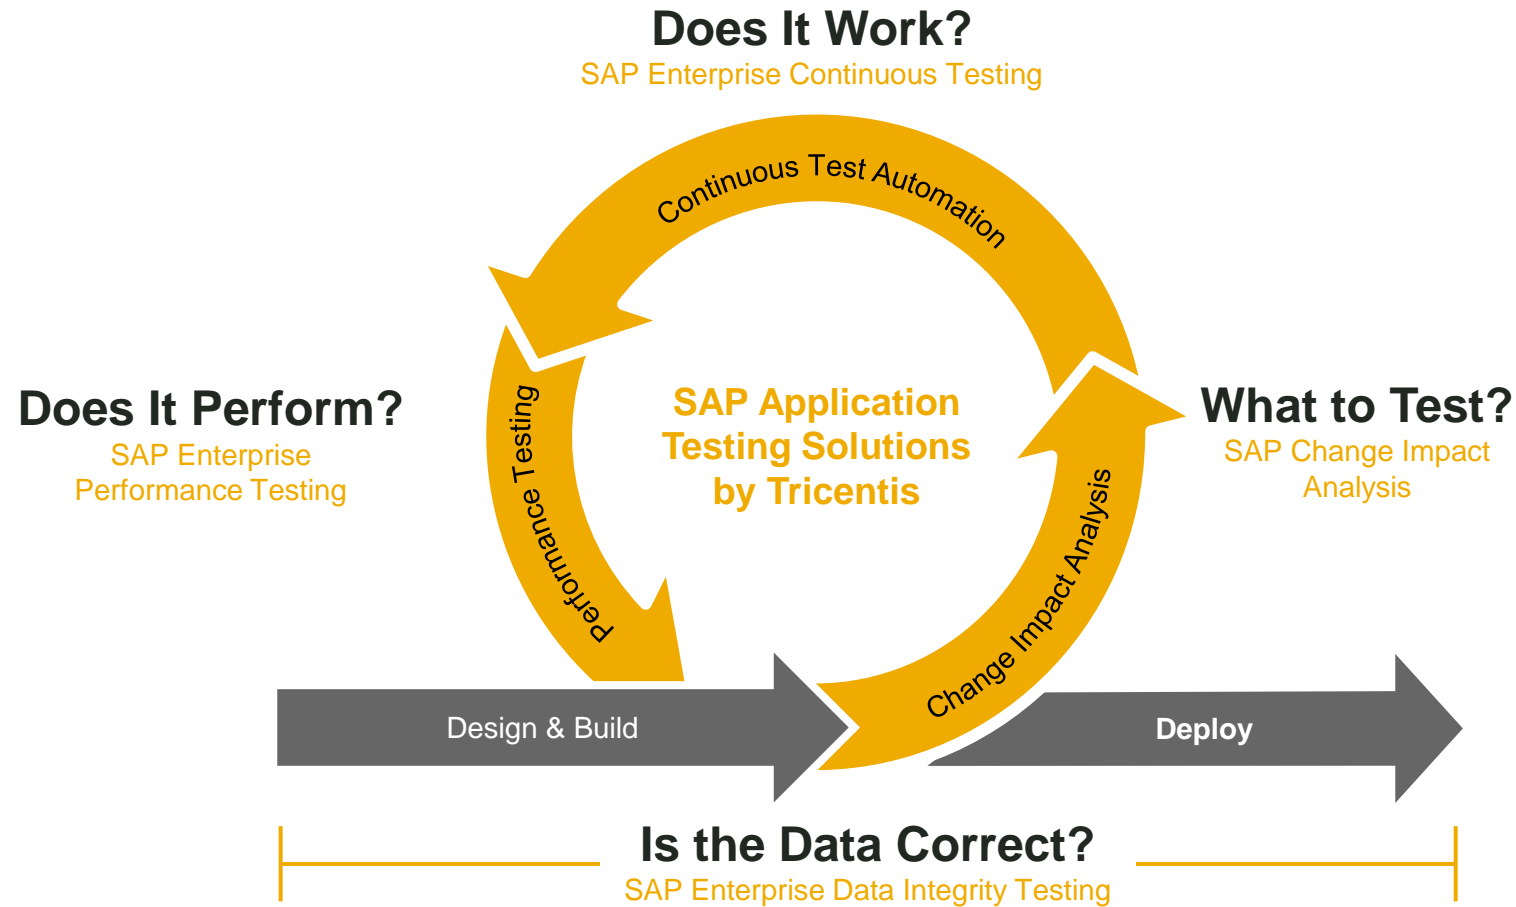 Does It Work?
SAP Enterprise Continuous Testing
Continuous Test Automation
Does It Perform?
SAP Enterprise
Performance Testing
Performance Testing
SAP Application
Testing Solutions
by Tricentis
What to Test?
SAP Change Impact
Analysis
Change Impact Analysis
Design & Build
Deploy
Is the Data Correct?
SAP Enterprise Data Integrity Testing